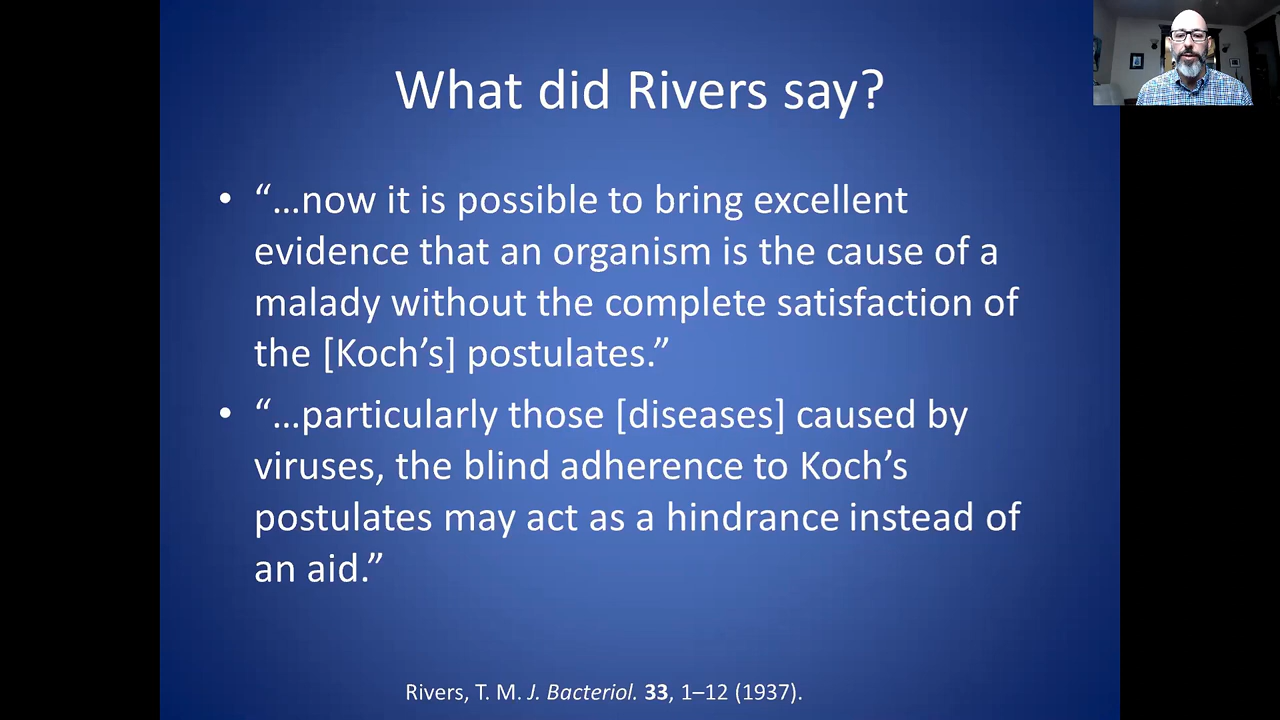 What did Rivers say?
• “…now it is possible to bring excellent
evidence that an organism is the cause of a
malady without the complete satisfaction of
the [Koch’s] postulates.”
• “…particularly those [diseases] caused by
viruses, the blind adherence to Koch’s
postulates may act as a hindrance instead of
an aid.”
Rivers, T. M. J. Bacteriol. 33, 1–12 (1937).